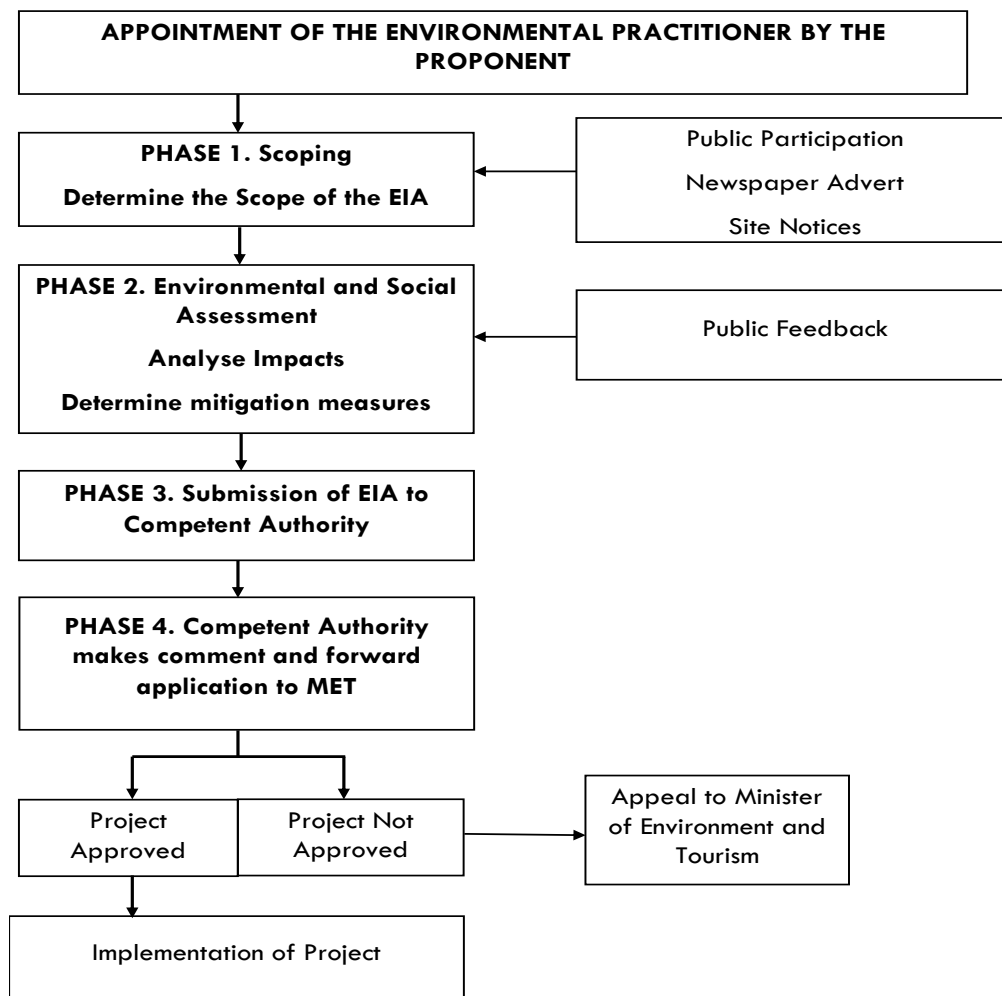 APPOINTMENT OF THE ENVIRONMENTAL PRACTITIONER BY THE
PROPONENT
PHASE 1. Scoping
Determine the Scope of the EIA
Public Participation
Newspaper Advert
Site Notices
PHASE 2. Environmental and Social
Assessment
Analyse Impacts
Determine mitigation measures
Public Feedback
PHASE 3. Submission of EIA to
Competent Authority
PHASE 4. Competent Authority
makes comment and forward
application to MET
Project
Approved
Project Not
Approved
Appeal to Minister
of Environment and
Tourism
Implementation of Project